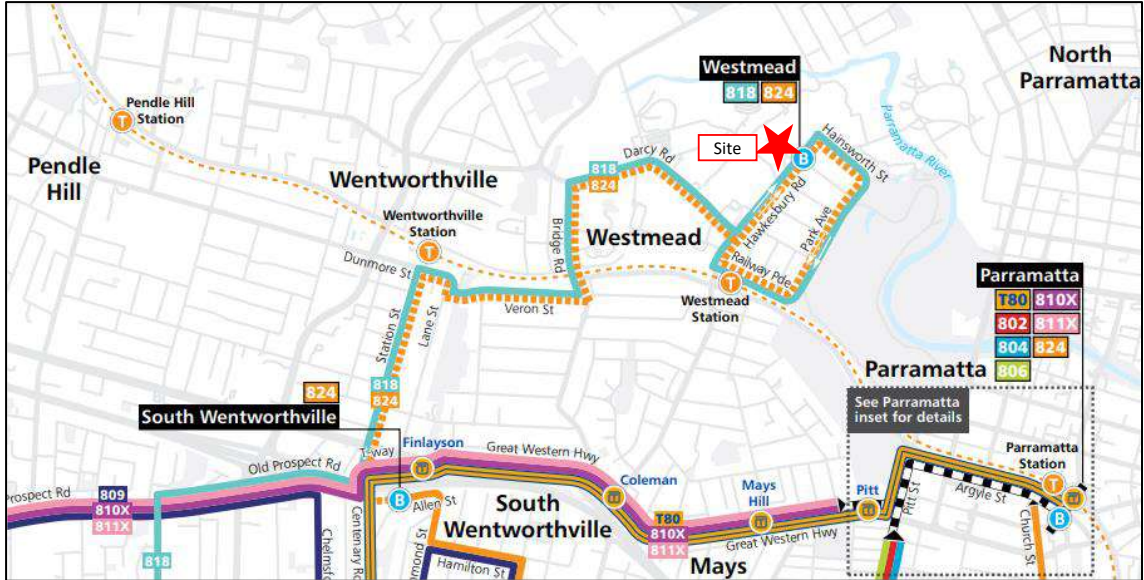 North
Parramatta
Westmead
818 824
Pendle Hill
Station
T
Site
Pendle
Hill
Hainsworth St
Parramatta River
B
Darcy Rd
818
824
Wentworthville
Wentworthville
Station
T
Hawkesbury Rd
Park Ave
Bridge Rd
Westmead
Railway Pde
T
Westmead
Station
Dunmore St
Veron St
Lane St
Station St
Parramatta
T80 810X
802 811X
804 824
806
Parramatta
See Parramatta
inset for details
818
824
824
South Wentworthville
T-way
Finlayson
Great Western Hwy
Old Prospect Rd
Parramatta
Station
T
Coleman
Mays
Hill
Pitt
Pitt St
Argyle St
Prospect Rd
809
810X
811X
B
Allen St
South
Wentworthville
T80
810X
811X
Great Western Hwy
B
Church St
Centenary Rd
mond St
Chelmsfo
818
Hamilton St
Mays